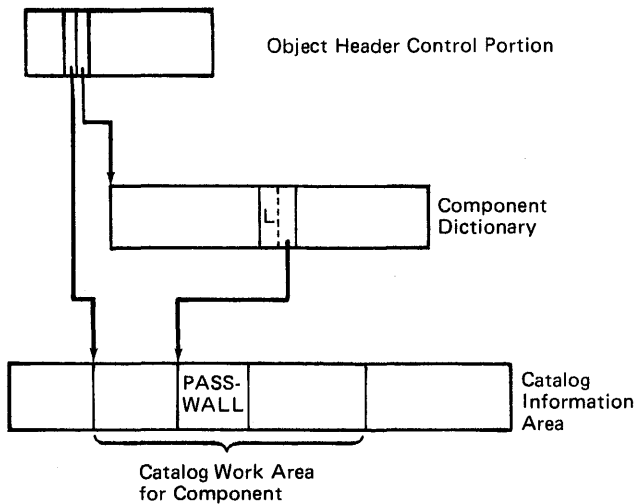 Object Header Control Portion
L
Component
Dictionary
PASS-
WALL
Catalog
Information
Area
Catalog Work Area
for Component